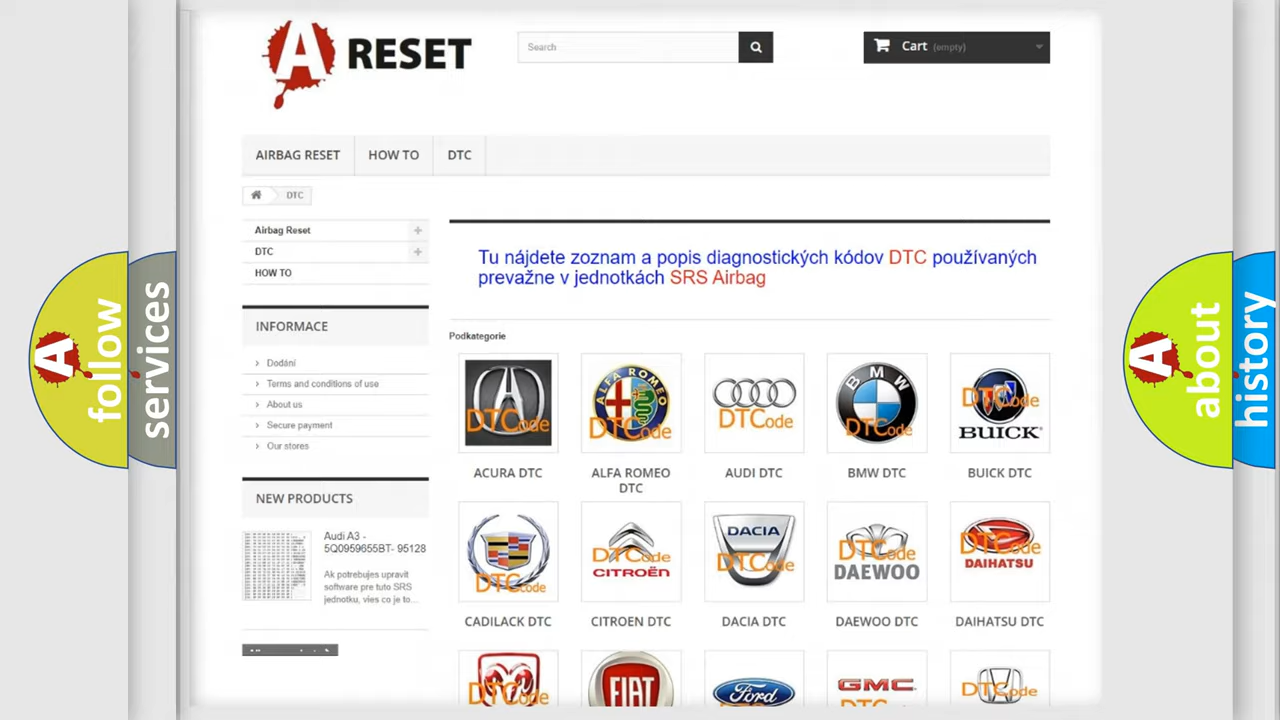 A RESET
Search
Cart (empty)
AIRBAG RESET
HOW TO
DTC
DTC
Airbag Reset
DTC
HOW TO
INFORMACE
Dodání
Terms and conditions of use
About us
Secure payment
Our stores
NEW PRODUCTS
Audi A3 -
5Q0959655BT- 95128
Ak potrebujes upravit
software pre tuto SRS
jednotku, vies co je to...
Tu nájdete zoznam a popis diagnostických kódov DTC používaných
prevažne v jednotkách SRS Airbag
Podkategorie
DTCode
ALFA ROMEO
DTCode
DTCode
BMW
DTCode
DTCode
BUICK
ACURA DTC
ALFA ROMEO
DTC
AUDI DTC
BMW DTC
BUICK DTC
DTCode
DTCode
CITROËN
DACIA
DTCode
DTCode
DAEWOO
DTCode
DAIHATSU
CADILACK DTC
CITROEN DTC
DACIA DTC
DAEWOO DTC
DAIHATSU DTC
DTCode
FIAT
Ford
GMC
DTCode
A follow
services
A about
history